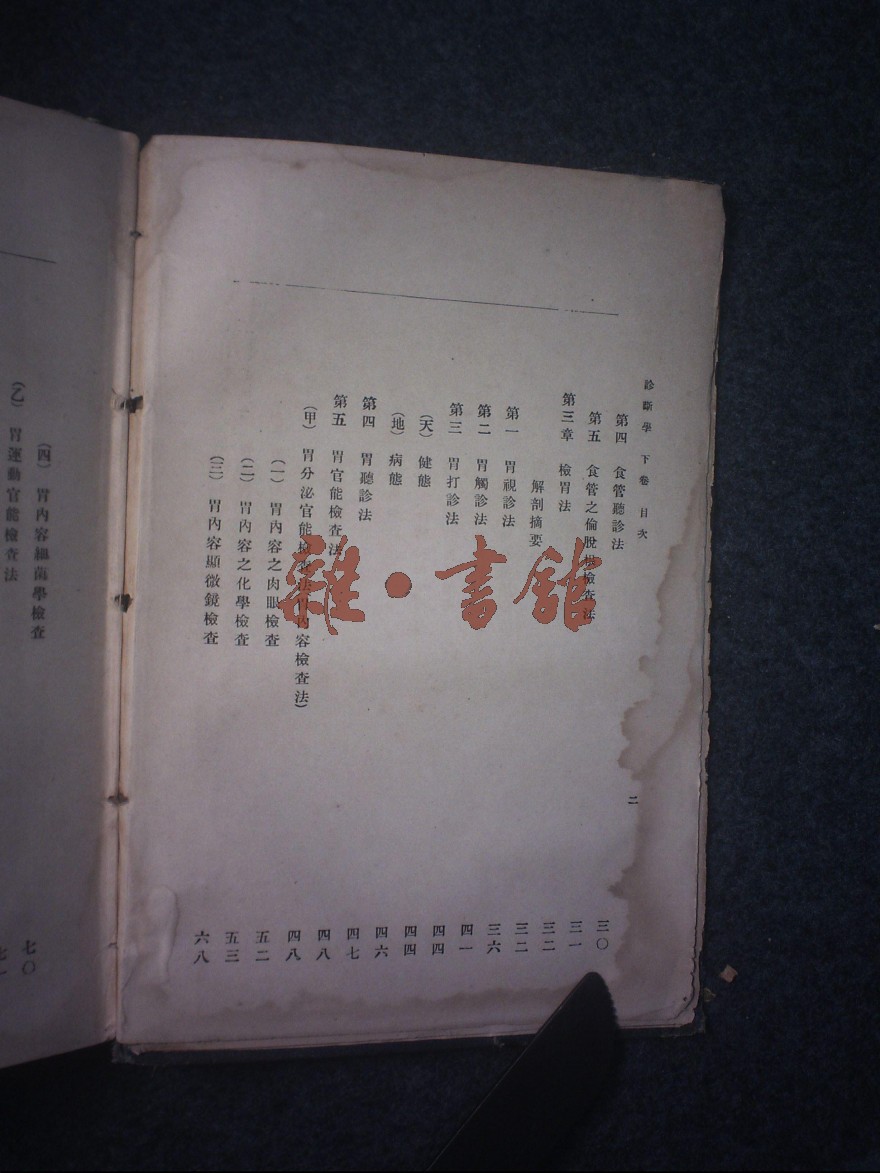 診斷學 下卷 目次 二
第四 食管聽診法 三〇
第五 食管之倫脫根檢查法 三一
第三章 檢胃法 三二
解剖摘要 三二
第一 胃視診法 三六
第二 胃觸診法 四一
第三 胃打診法 四四
(天) 健態 四四
(地) 病態 四六
第四 胃聽診法 四七
第五 胃官能檢查法 四八
(甲) 胃分泌官能檢查法(胃內容檢查法) 四八
(一) 胃內容之肉眼檢查 五二
(二) 胃內容之化學檢查 五三
(三) 胃內容顯微鏡檢查 六八
(四) 胃內容細菌學檢查 七〇
(乙) 胃運動官能檢查法
雜·書館